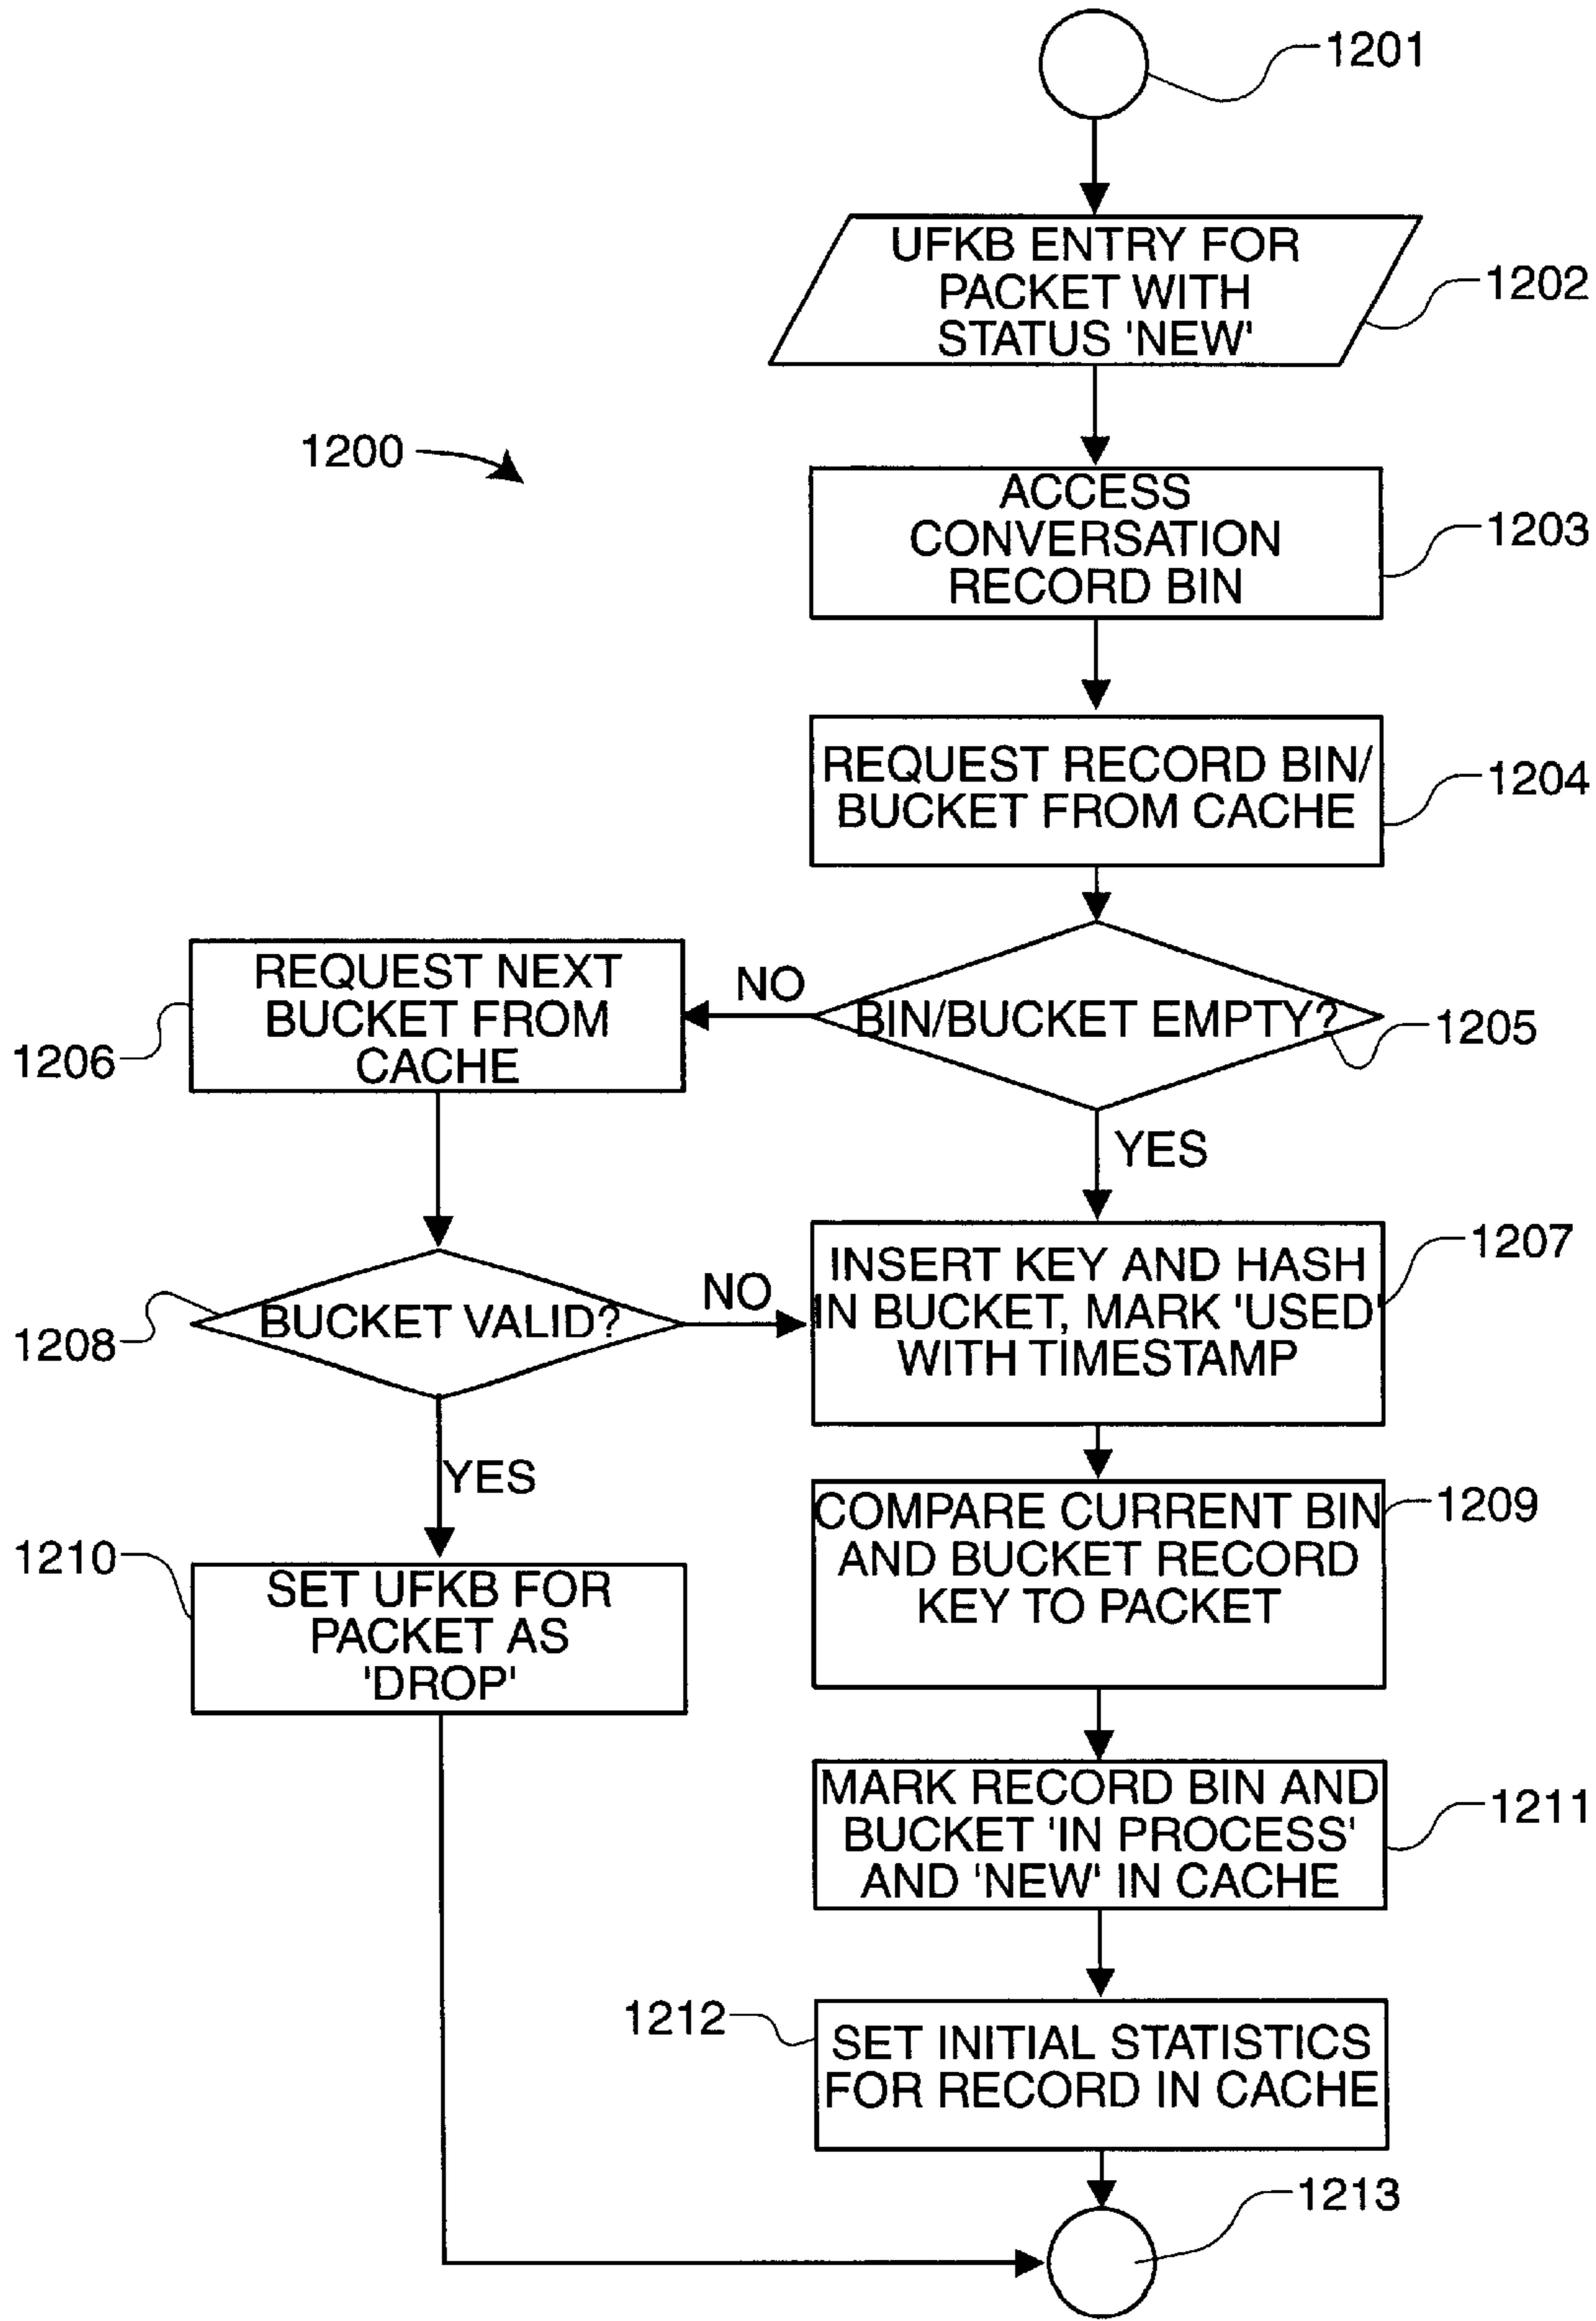 1201
UFKB ENTRY FOR
PACKET WITH
STATUS 'NEW'
1202
1200
ACCESS
CONVERSATION
RECORD BIN
1203
REQUEST RECORD BIN/
BUCKET FROM CACHE
1204
REQUEST NEXT
BUCKET FROM
CACHE
1206
NO
BIN/BUCKET EMPTY?
1205
YES
BUCKET VALID?
1208
NO
INSERT KEY AND HASH
IN BUCKET, MARK 'USED'
WITH TIMESTAMP
1207
YES
COMPARE CURRENT BIN
AND BUCKET RECORD
KEY TO PACKET
1209
1210
SET UFKB FOR
PACKET AS
'DROP'
MARK RECORD BIN AND
BUCKET 'IN PROCESS'
AND 'NEW' IN CACHE
1211
1212
SET INITIAL STATISTICS
FOR RECORD IN CACHE
1213